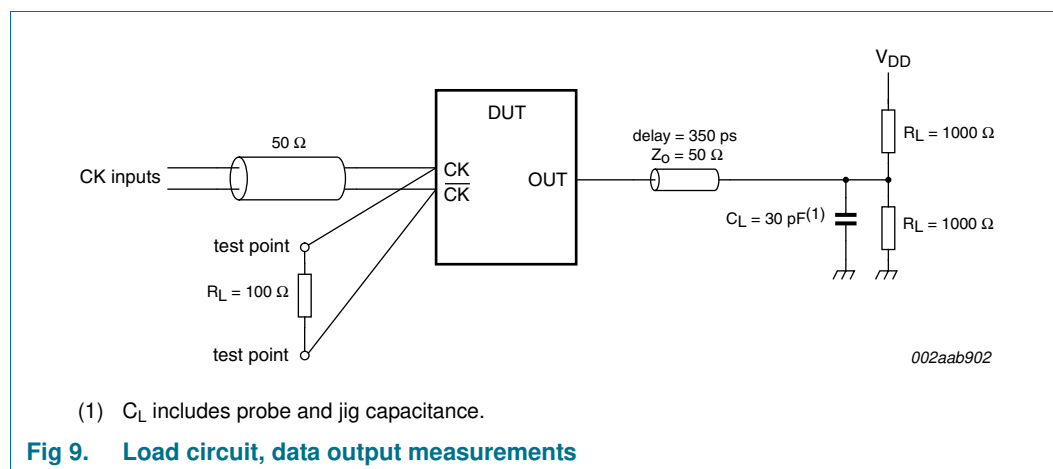 V_DD
DUT
50 Ω
delay = 350 ps
Z_o = 50 Ω
R_L = 1000 Ω
CK inputs
CK
C̅K̅
OUT
C_L = 30 pF(1)
R_L = 1000 Ω
test point
R_L = 100 Ω
test point
002aab902
(1) C_L includes probe and jig capacitance.
Fig 9. Load circuit, data output measurements